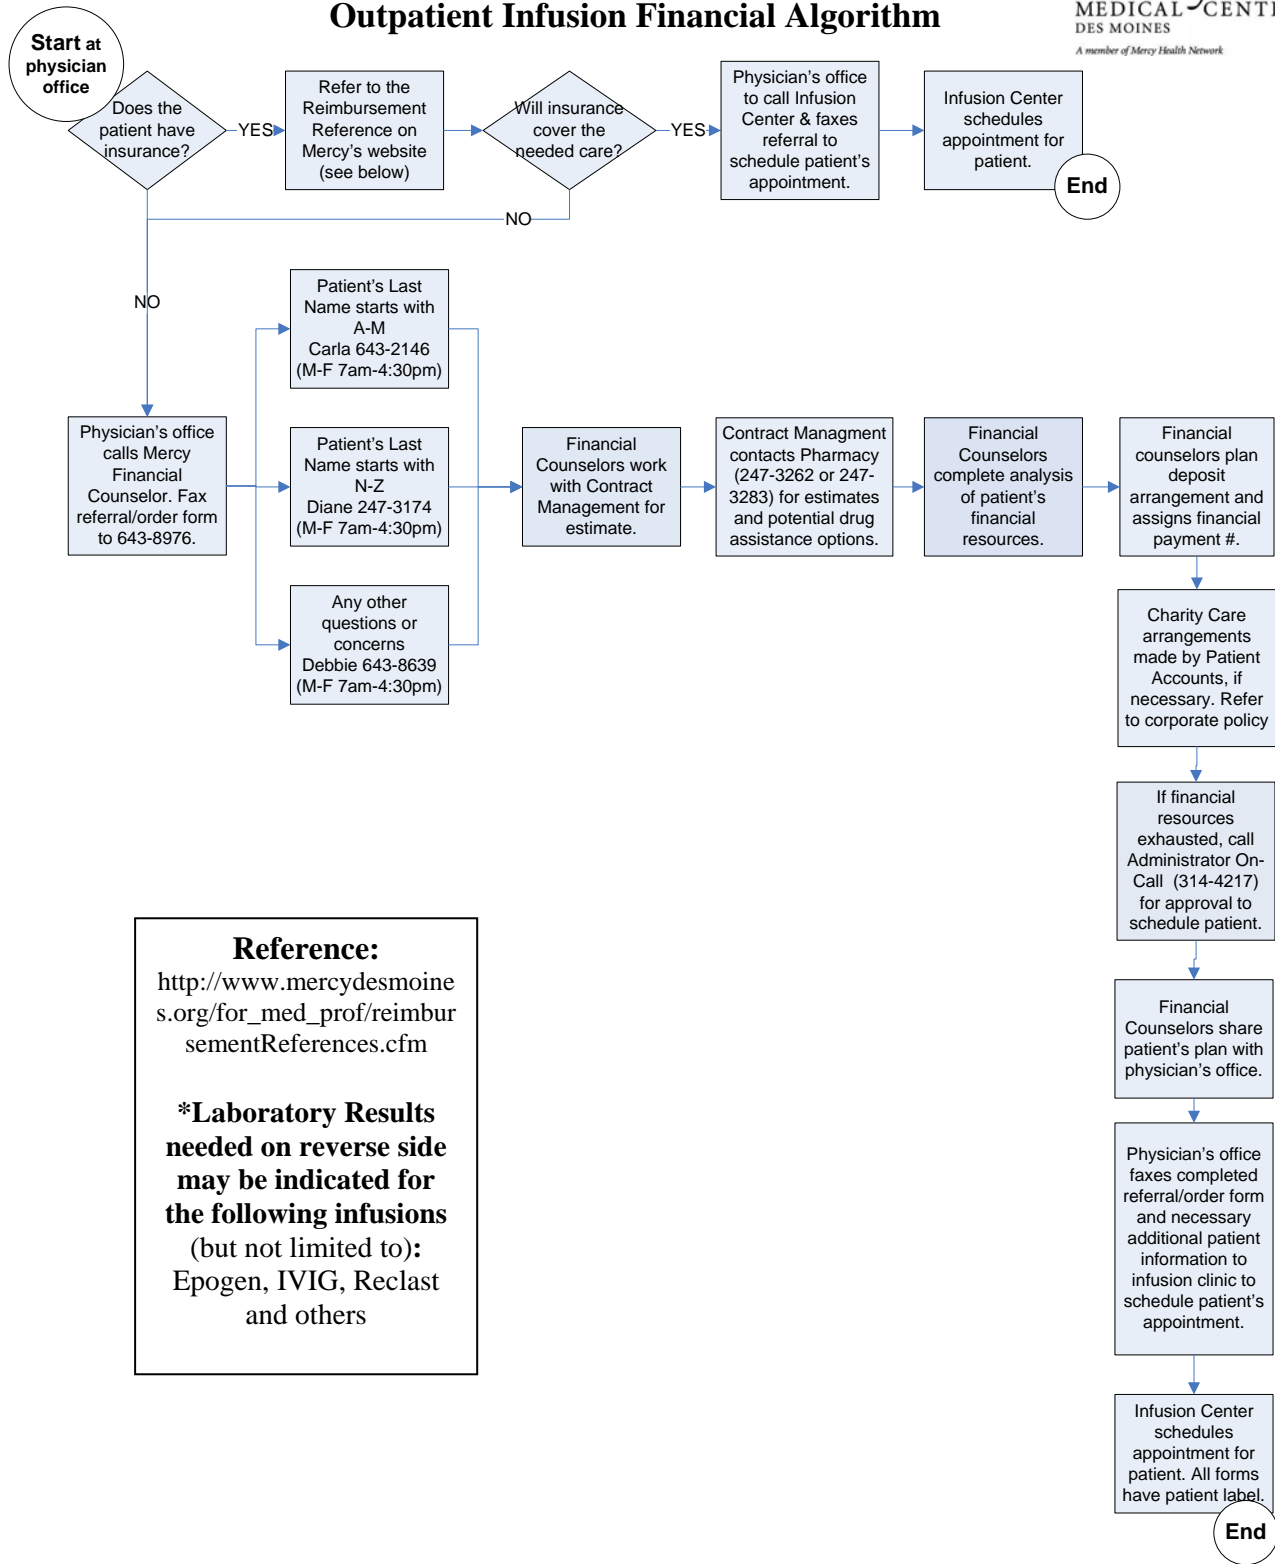 Outpatient Infusion Financial Algorithm
MEDICAL CENT
DES MOINES
A member of Mercy Health Network
Start at
physician
office
Does the
patient have
insurance?
YES
Refer to the
Reimbursement
Reference on
Mercy's website
(see below)
Will insurance
cover the
needed care?
YES
Physician's office
to call Infusion
Center & faxes
referral to
schedule patient's
appointment.
Infusion Center
schedules
appointment for
patient.
End
NO
NO
Patient's Last
Name starts with
A-M
Carla 643-2146
(M-F 7am-4:30pm)
Physician's office
calls Mercy
Financial
Counselor. Fax
referral/order form
to 643-8976.
Patient's Last
Name starts with
N-Z
Diane 247-3174
(M-F 7am-4:30pm)
Any other
questions or
concerns
Debbie 643-8639
(M-F 7am-4:30pm)
Financial
Counselors work
with Contract
Management for
estimate.
Contract Managment
contacts Pharmacy
(247-3262 or 247-
3283) for estimates
and potential drug
assistance options.
Financial
Counselors
complete analysis
of patient's
financial
resources.
Financial
counselors plan
deposit
arrangement and
assigns financial
payment #.
Charity Care
arrangements
made by Patient
Accounts, if
necessary. Refer
to corporate policy
If financial
resources
exhausted, call
Administrator On-
Call (314-4217)
for approval to
schedule patient.
Financial
Counselors share
patient's plan with
physician's office.
Physician's office
faxes completed
referral/order form
and necessary
additional patient
information to
infusion clinic to
schedule patient's
appointment.
Infusion Center
schedules
appointment for
patient. All forms
have patient label.
End
Reference:
http://www.mercydesmoine
s.org/for_med_prof/reimbur
sementReferences.cfm
*Laboratory Results
needed on reverse side
may be indicated for
the following infusions
(but not limited to):
Epogen, IVIG, Reclast
and others